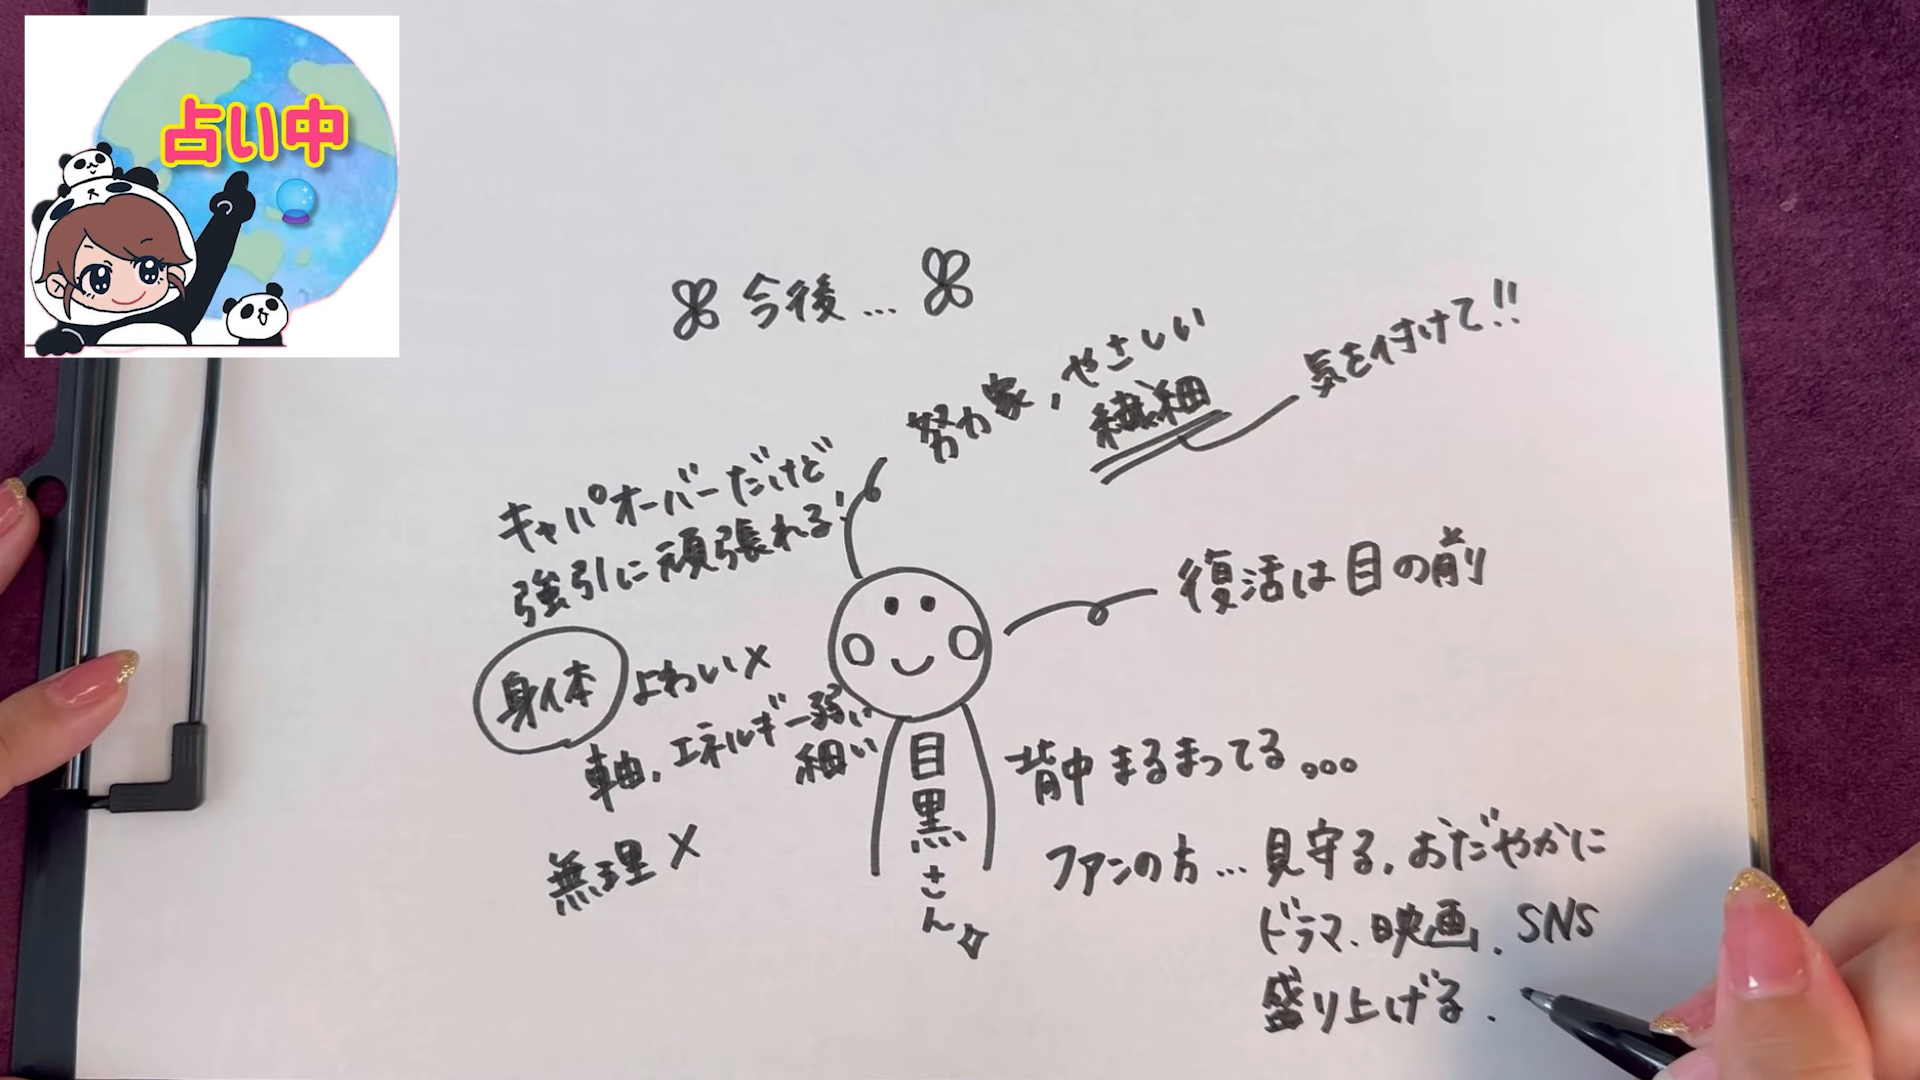 占い中
今後…
努力家,やさしい
繊細
気を付けて!!
キャパオーバーだけど
強引に頑張れる!
復活は目の前
身体 よわい×
軸、エネルギー弱い
細い
無理×
目黒さん☆
背中まるまってる。。。
ファンの方…見守る、おだやかに
ドラマ、映画、SNS
盛り上げる.